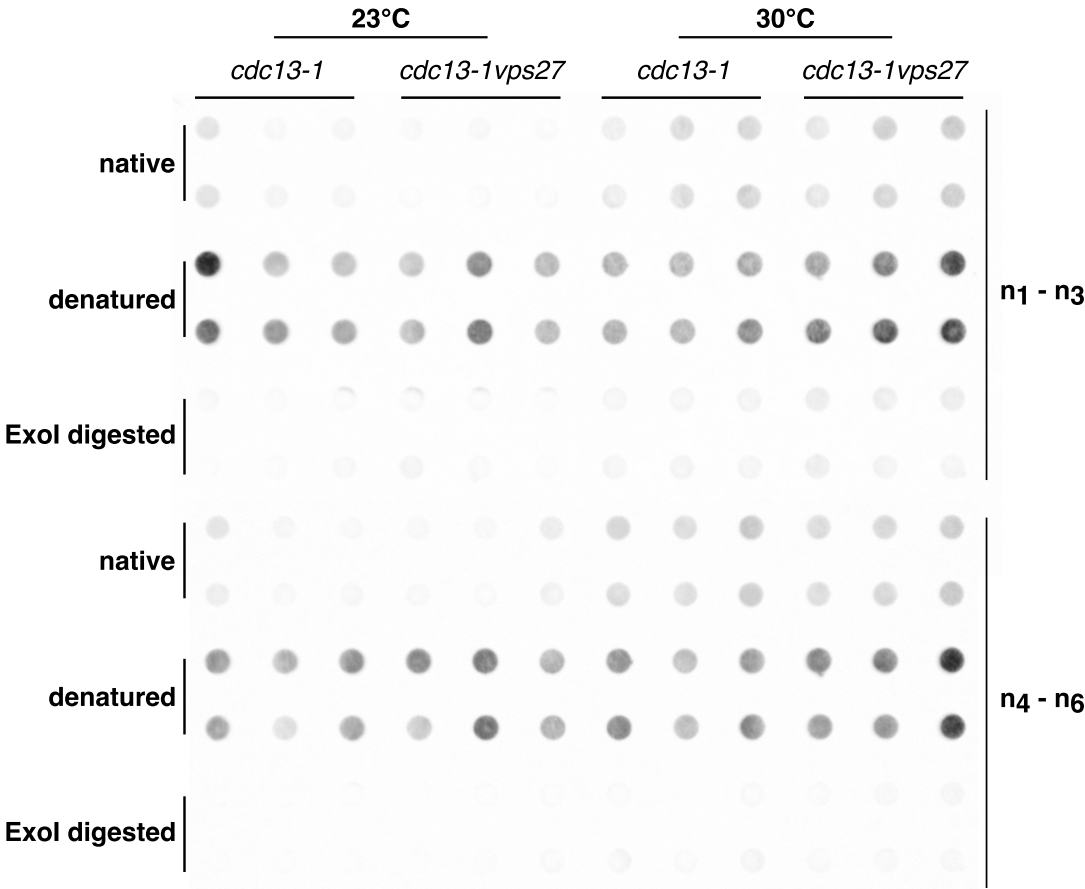 23°C 30°C
cdc13-1 cdc13-1vps27 cdc13-1 cdc13-1vps27
native
denatured
n1 - n3
ExoI digested
native
denatured
n4 - n6
ExoI digested